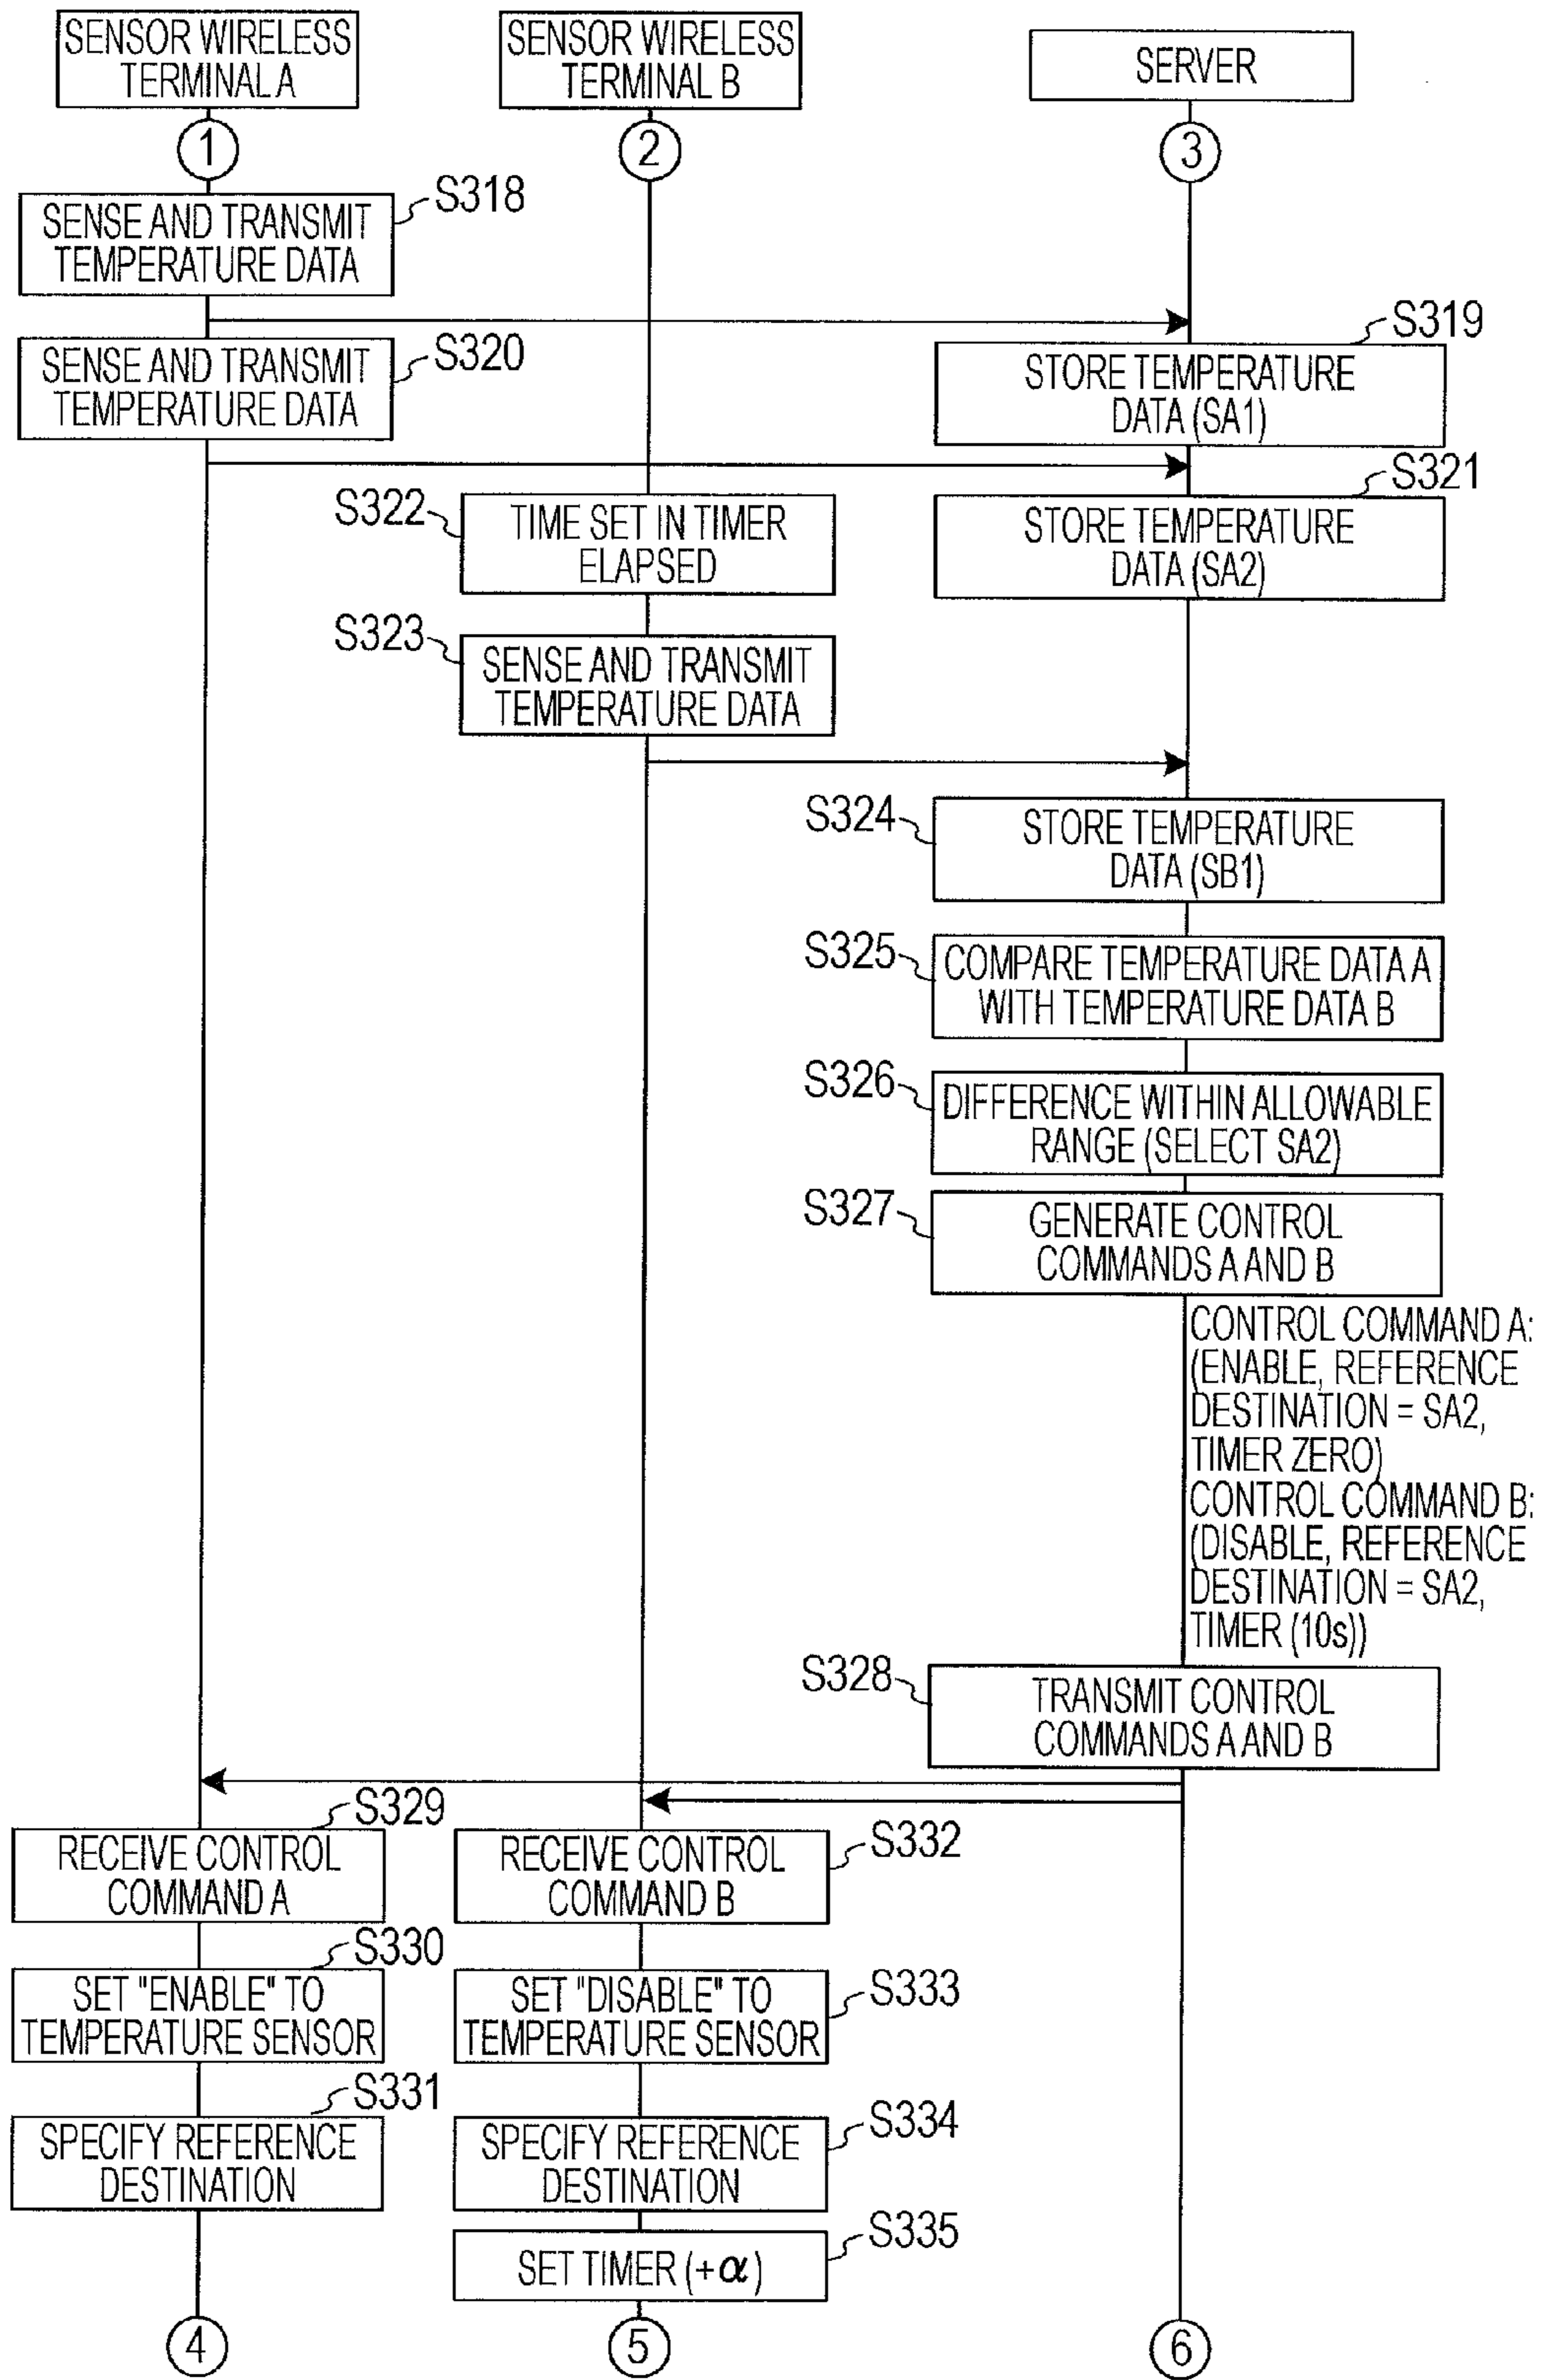 SENSOR WIRELESS
TERMINAL A
SENSOR WIRELESS
TERMINAL B
SERVER
1
2
3
S318
SENSE AND TRANSMIT
TEMPERATURE DATA
S319
S320
SENSE AND TRANSMIT
TEMPERATURE DATA
STORE TEMPERATURE
DATA (SA1)
S321
S322
TIME SET IN TIMER
ELAPSED
STORE TEMPERATURE
DATA (SA2)
S323
SENSE AND TRANSMIT
TEMPERATURE DATA
S324
STORE TEMPERATURE
DATA (SB1)
S325
COMPARE TEMPERATURE DATA A
WITH TEMPERATURE DATA B
S326
DIFFERENCE WITHIN ALLOWABLE
RANGE (SELECT SA2)
S327
GENERATE CONTROL
COMMANDS A AND B
CONTROL COMMAND A:
(ENABLE, REFERENCE
DESTINATION = SA2,
TIMER ZERO)
CONTROL COMMAND B:
(DISABLE, REFERENCE
DESTINATION = SA2,
TIMER (10s))
S328
TRANSMIT CONTROL
COMMANDS A AND B
S329
RECEIVE CONTROL
COMMAND A
S332
RECEIVE CONTROL
COMMAND B
S330
SET "ENABLE" TO
TEMPERATURE SENSOR
S333
SET "DISABLE" TO
TEMPERATURE SENSOR
S331
SPECIFY REFERENCE
DESTINATION
S334
SPECIFY REFERENCE
DESTINATION
S335
SET TIMER (+α)
4
5
6